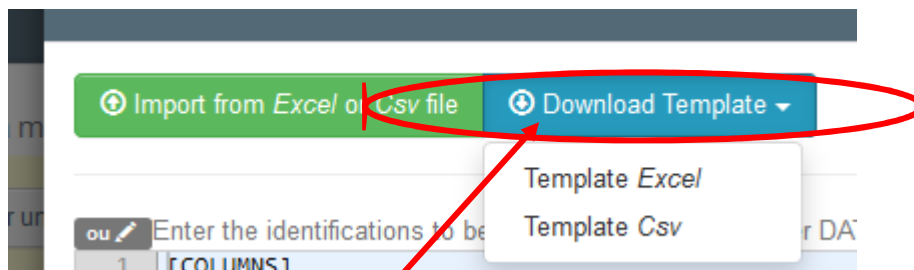 Import from Excel or Csv file
Download Template
Template Excel
Template Csv
ou Enter the identifications to be
1 [COLUMNS]